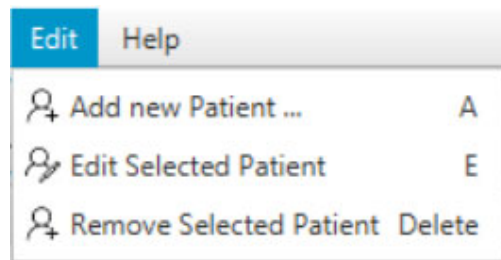 Edit Help
Add new Patient ... A
Edit Selected Patient E
Remove Selected Patient Delete